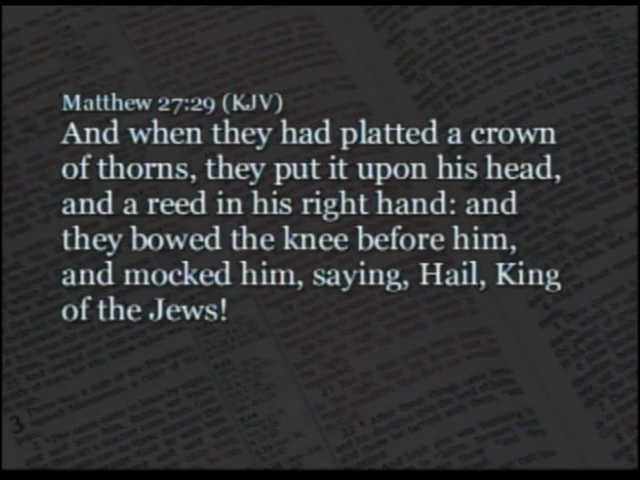 Matthew 27:29 (KJV)
And when they had platted a crown
of thorns, they put it upon his head,
and a reed in his right hand: and
they bowed the knee before him,
and mocked him, saying, Hail, King
of the Jews!
3